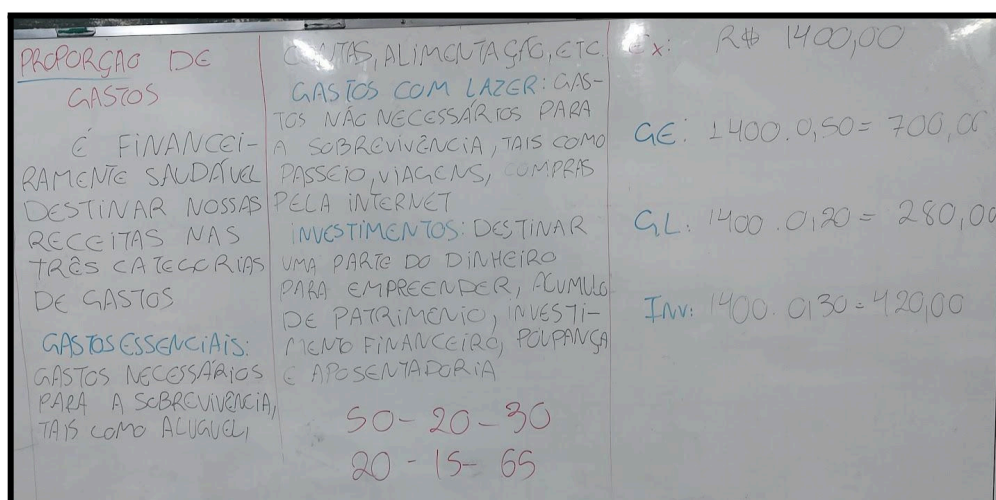 PROPORÇÃO DE
GASTOS
É FINANCEI-
RAMENTE SAUDÁVEL
DESTINAR NOSSAS
RECEITAS NAS
TRÊS CATEGORIAS
DE GASTOS
GASTOS ESSENCIAIS:
GASTOS NECESSÁRIOS
PARA A SOBREVIVÊNCIA,
TAIS COMO ALUGUEL,
CONTAS, ALIMENTAÇÃO, ETC.
GASTOS COM LAZER: GAS-
TOS NÃO NECESSÁRIOS PARA
A SOBREVIVÊNCIA, TAIS COMO
PASSEIO, VIAGENS, COMPRAS
PELA INTERNET
INVESTIMENTOS: DESTINAR
UMA PARTE DO DINHEIRO
PARA EMPREENDER, ACUMULO
DE PATRIMÔNIO, INVESTI-
MENTO FINANCEIRO, POUPANÇA
E APOSENTADORIA
50 - 20 - 30
20 - 15 - 65
Ex: R$ 1400,00
GE: 1400 . 0,50 = 700,00
GL: 1400 . 0,20 = 280,00
INV: 1400 . 0,30 = 420,00